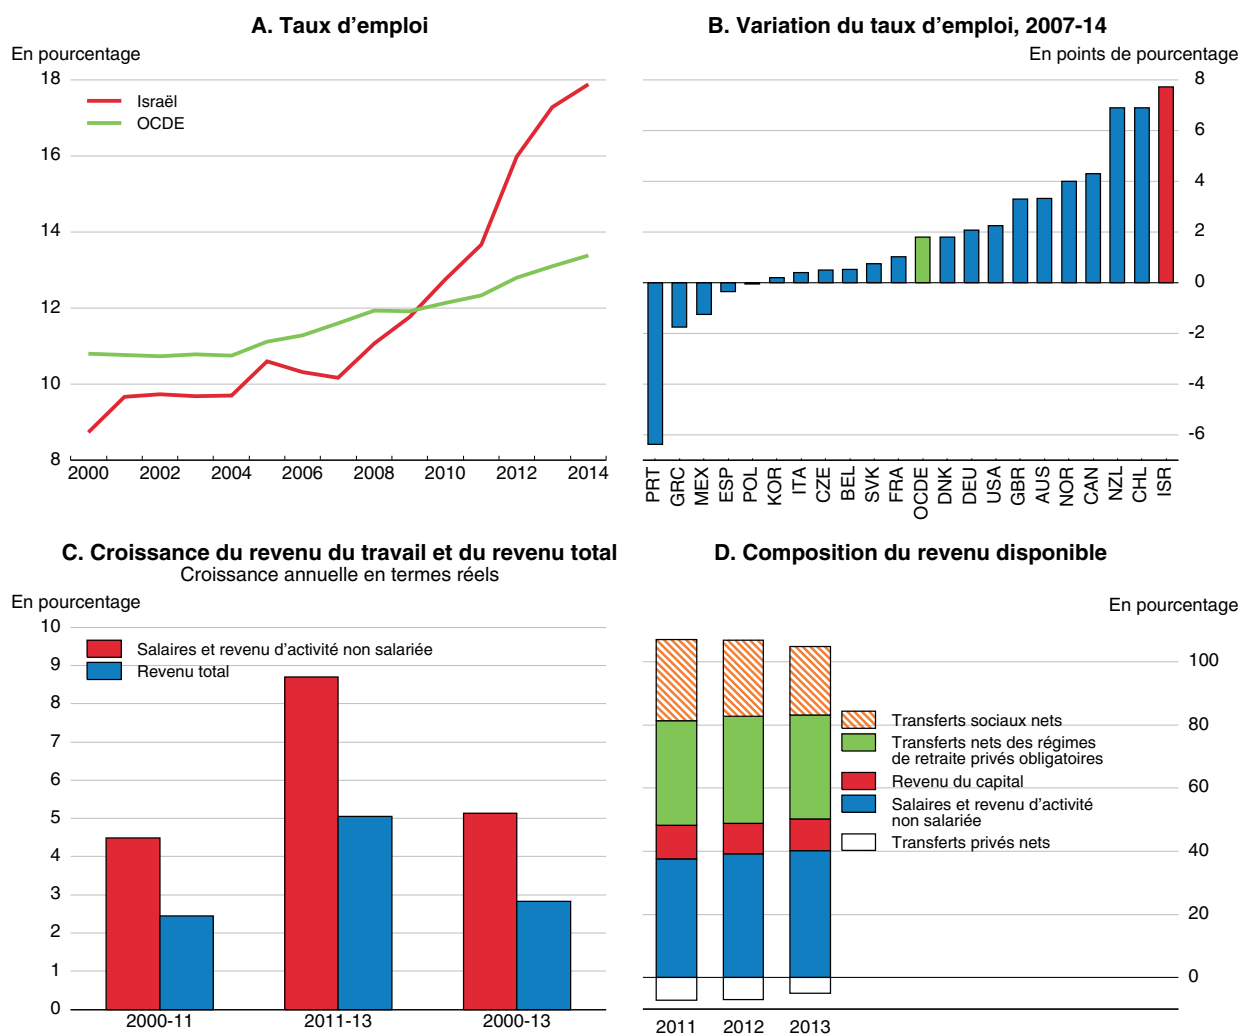 A. Taux d'emploi
En pourcentage
18
16
14
12
10
8
Israël
OCDE
2000 2002 2004 2006 2008 2010 2012 2014
B. Variation du taux d'emploi, 2007-14
En points de pourcentage
8
6
4
2
0
-2
-4
-6
PRT GRC MEX ESP POL KOR ITA CZE BEL SVK FRA OCDE DNK DEU USA GBR AUS NOR CAN NZL CHL ISR
C. Croissance du revenu du travail et du revenu total
Croissance annuelle en termes réels
En pourcentage
10
9
8
7
6
5
4
3
2
1
0
Salaires et revenu d'activité non salariée
Revenu total
2000-11 2011-13 2000-13
D. Composition du revenu disponible
En pourcentage
100
80
60
40
20
0
Transferts sociaux nets
Transferts nets des régimes
de retraite privés obligatoires
Revenu du capital
Salaires et revenu d'activité
non salariée
Transferts privés nets
2011 2012 2013